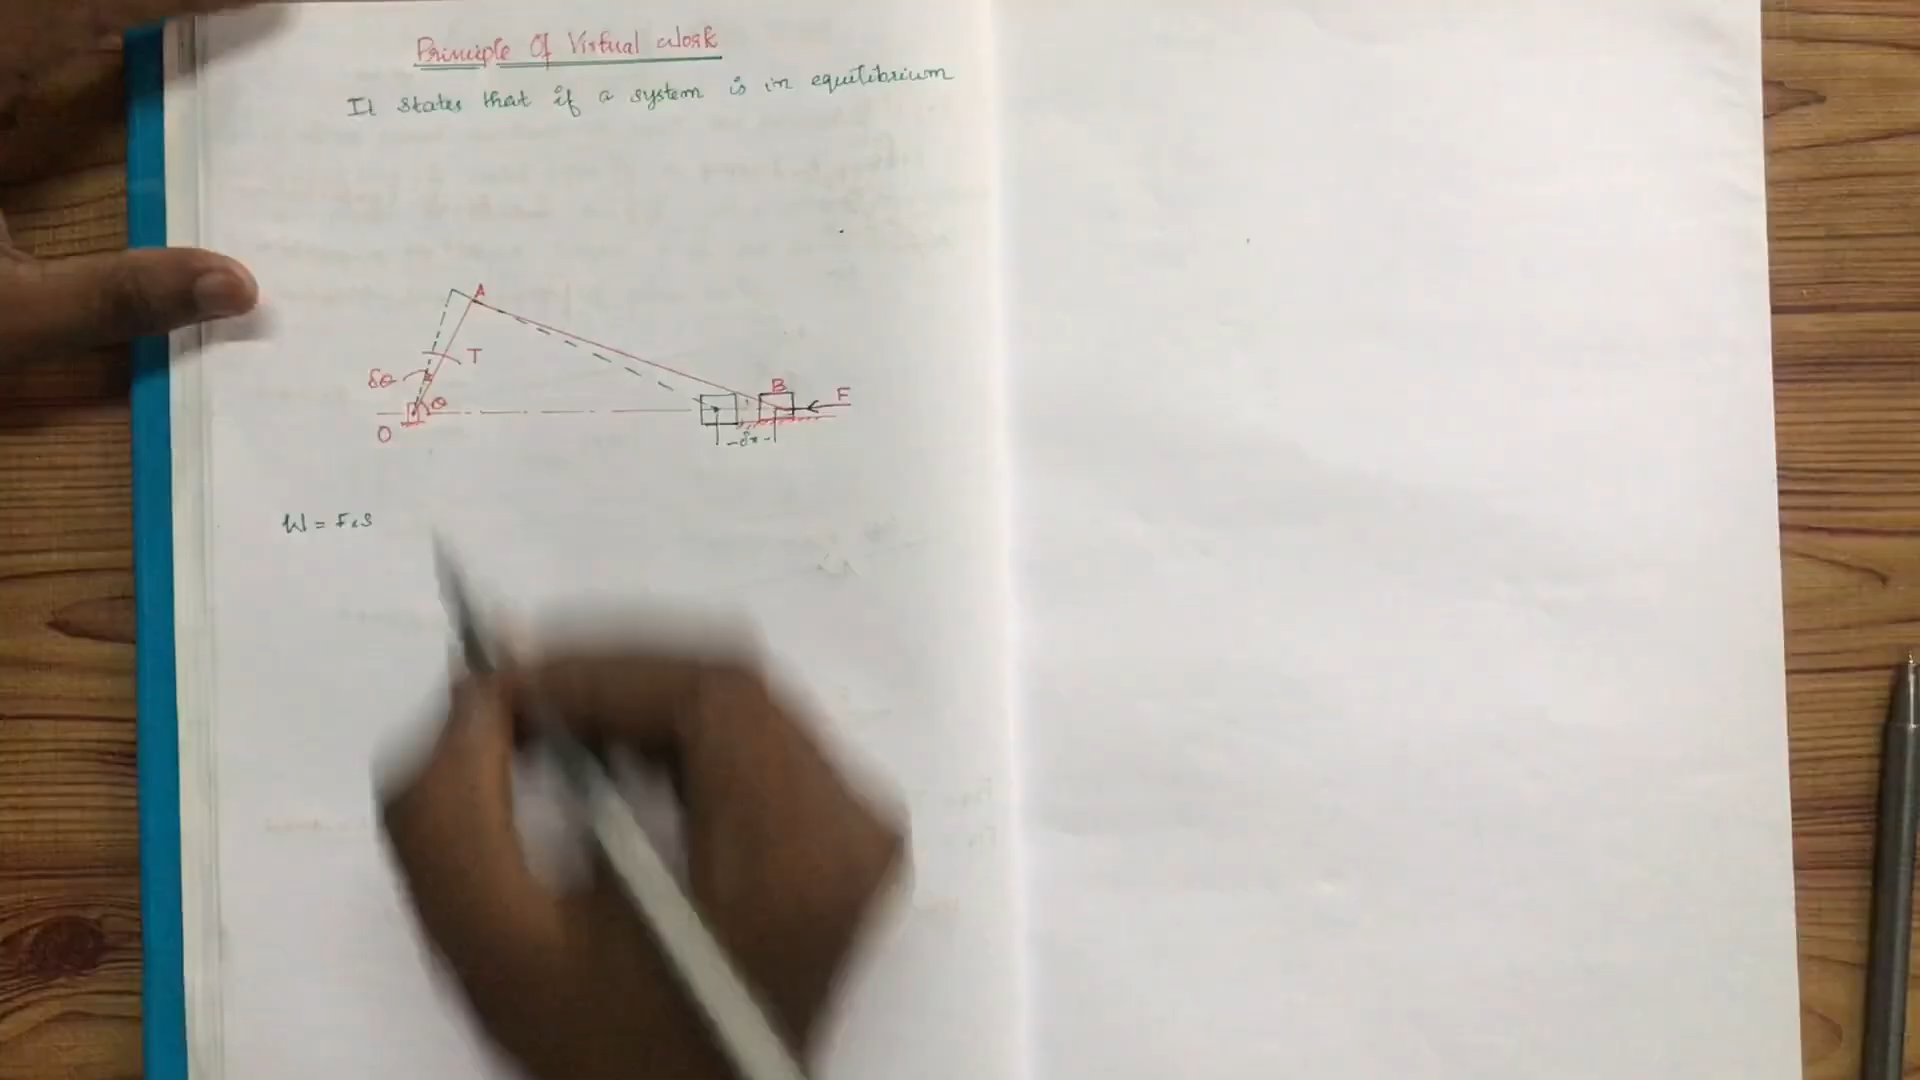 Principle Of Virtual Work
It states that if a system is in equilibrium
A
T
δθ
θ
B
F
O
δx
W = F×S